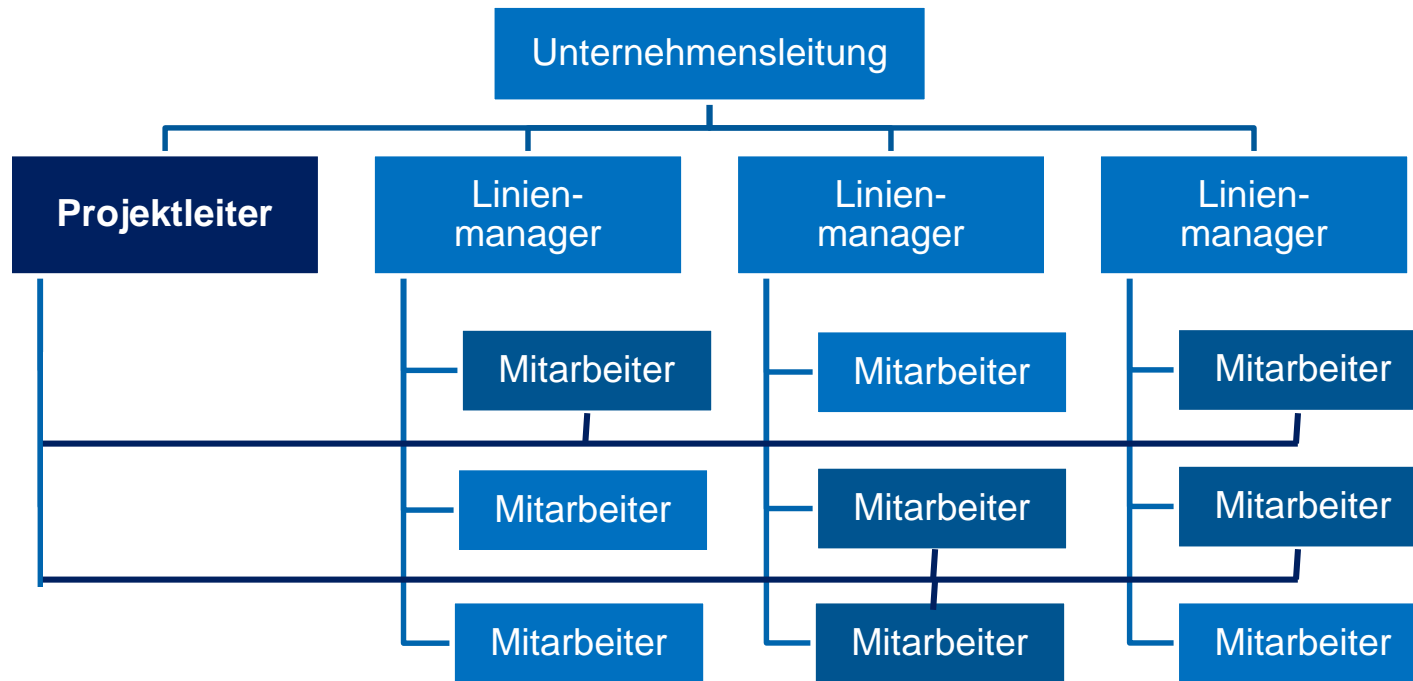 Unternehmensleitung
Projektleiter
Linien-
manager
Linien-
manager
Linien-
manager
Mitarbeiter
Mitarbeiter
Mitarbeiter
Mitarbeiter
Mitarbeiter
Mitarbeiter
Mitarbeiter
Mitarbeiter
Mitarbeiter